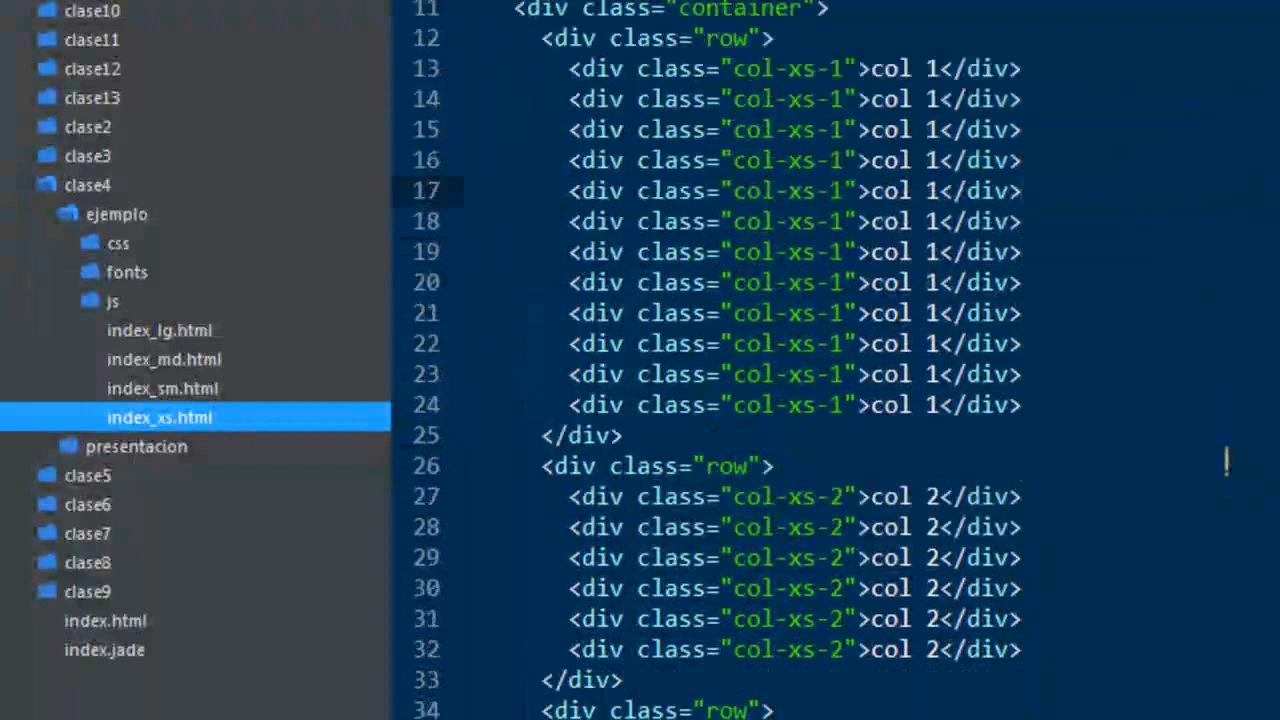 clase10
clase11
clase12
clase13
clase2
clase3
clase4
ejemplo
css
fonts
js
index_lg.html
index_md.html
index_sm.html
index_xs.html
presentacion
clase5
clase6
clase7
clase8
clase9
index.html
index.jade
11 <div class="container">
12 <div class="row">
13 <div class="col-xs-1">col 1</div>
14 <div class="col-xs-1">col 1</div>
15 <div class="col-xs-1">col 1</div>
16 <div class="col-xs-1">col 1</div>
17 <div class="col-xs-1">col 1</div>
18 <div class="col-xs-1">col 1</div>
19 <div class="col-xs-1">col 1</div>
20 <div class="col-xs-1">col 1</div>
21 <div class="col-xs-1">col 1</div>
22 <div class="col-xs-1">col 1</div>
23 <div class="col-xs-1">col 1</div>
24 <div class="col-xs-1">col 1</div>
25 </div>
26 <div class="row">
27 <div class="col-xs-2">col 2</div>
28 <div class="col-xs-2">col 2</div>
29 <div class="col-xs-2">col 2</div>
30 <div class="col-xs-2">col 2</div>
31 <div class="col-xs-2">col 2</div>
32 <div class="col-xs-2">col 2</div>
33 </div>
34 <div class="row">